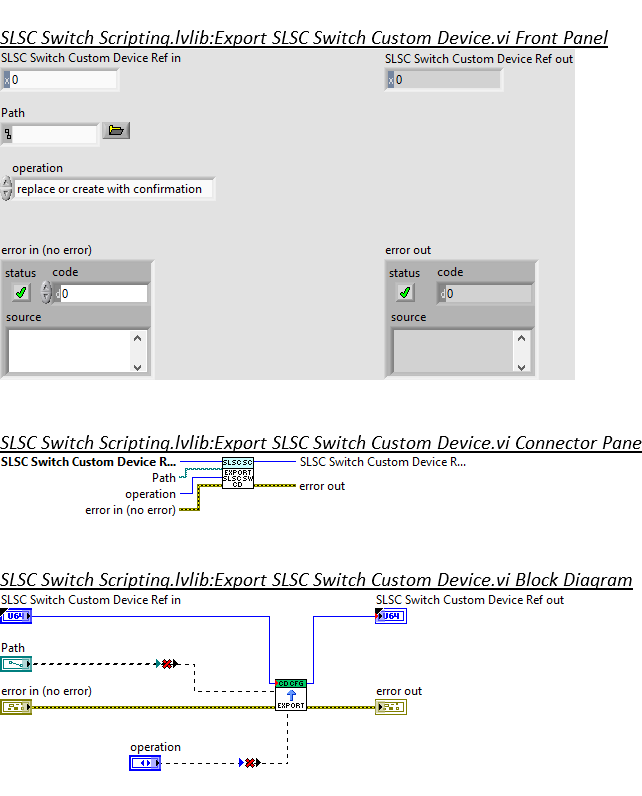 SLSC Switch Scripting.lvlib:Export SLSC Switch Custom Device.vi Front Panel
SLSC Switch Custom Device Ref in
SLSC Switch Custom Device Ref out
x 0
x 0
Path
operation
replace or create with confirmation
error in (no error)
error out
status code
status code
d 0
d 0
source
source
SLSC Switch Scripting.lvlib:Export SLSC Switch Custom Device.vi Connector Pane
SLSC Switch Custom Device R...
SLSC SC
SLSC Switch Custom Device R...
Path
EXPORT
operation
SLSC SW
error out
CD
error in (no error)
SLSC Switch Scripting.lvlib:Export SLSC Switch Custom Device.vi Block Diagram
SLSC Switch Custom Device Ref in
SLSC Switch Custom Device Ref out
U64
U64
Path
error in (no error)
CD CFG
EXPORT
error out
operation